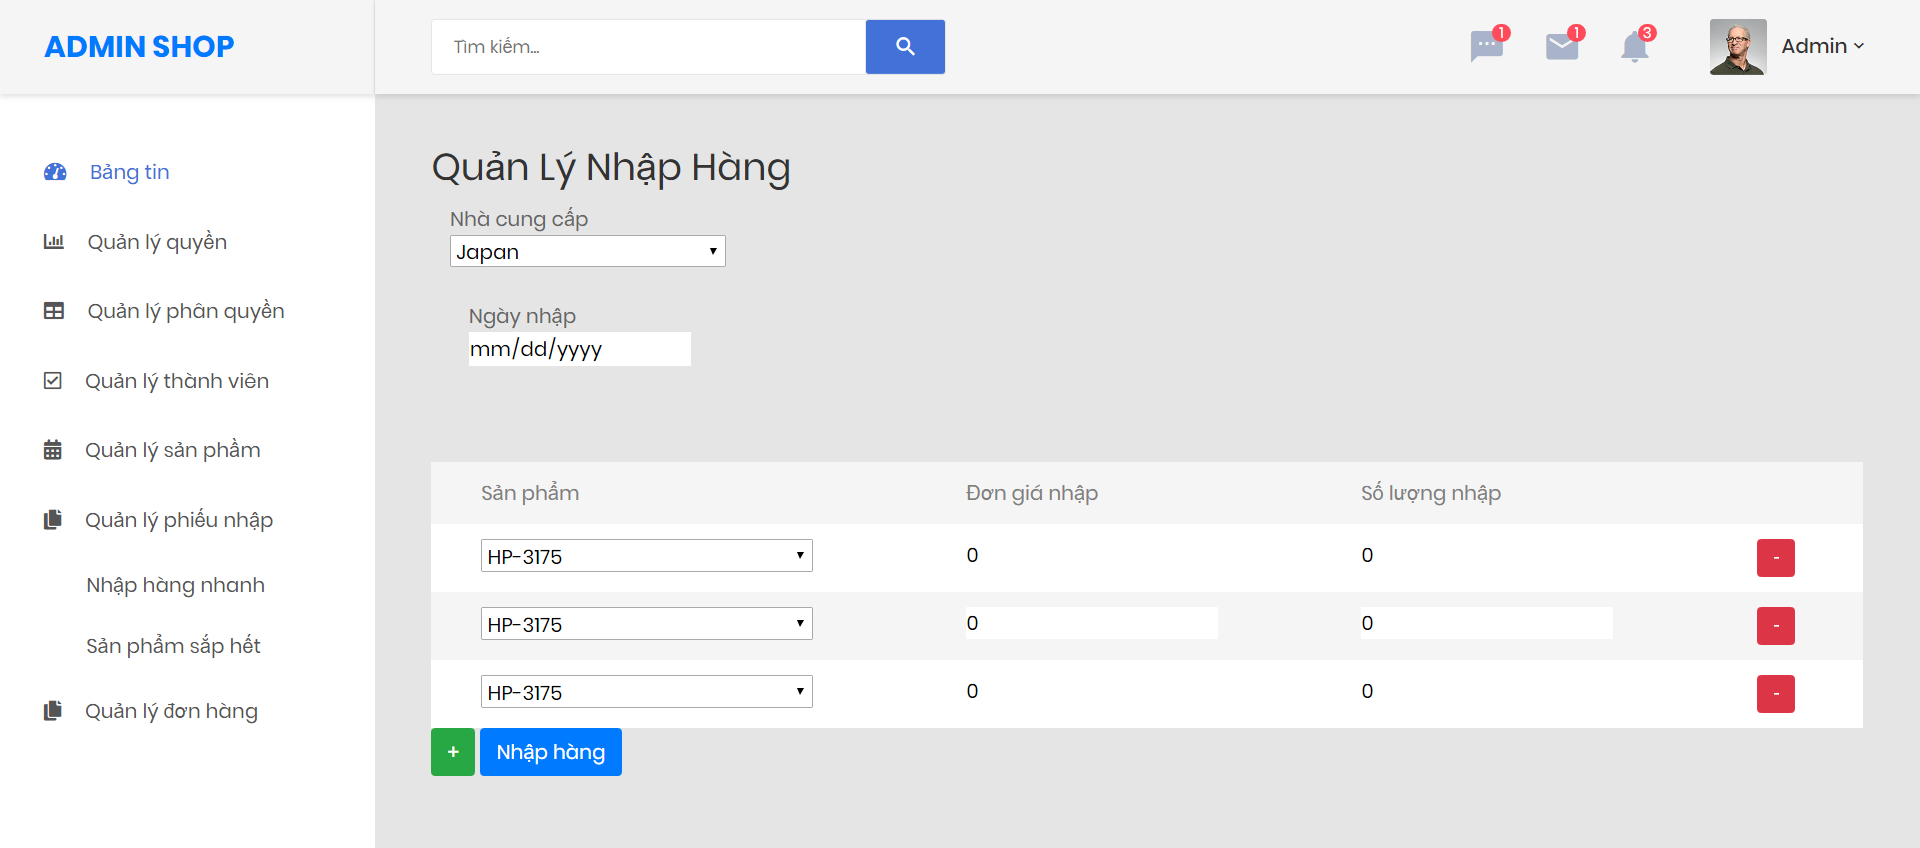 ADMIN SHOP
Tìm kiếm...
1
1
3
Admin
Bảng tin
Quản lý quyền
Quản lý phân quyền
Quản lý thành viên
Quản lý sản phầm
Quản lý phiếu nhập
Nhập hàng nhanh
Sản phẩm sắp hết
Quản lý đơn hàng
Quản Lý Nhập Hàng
Nhà cung cấp
Japan
Ngày nhập
mm/dd/yyyy
Sản phẩm Đơn giá nhập Số lượng nhập
HP-3175 0 0 -
HP-3175 0 0 -
HP-3175 0 0 -
+ Nhập hàng